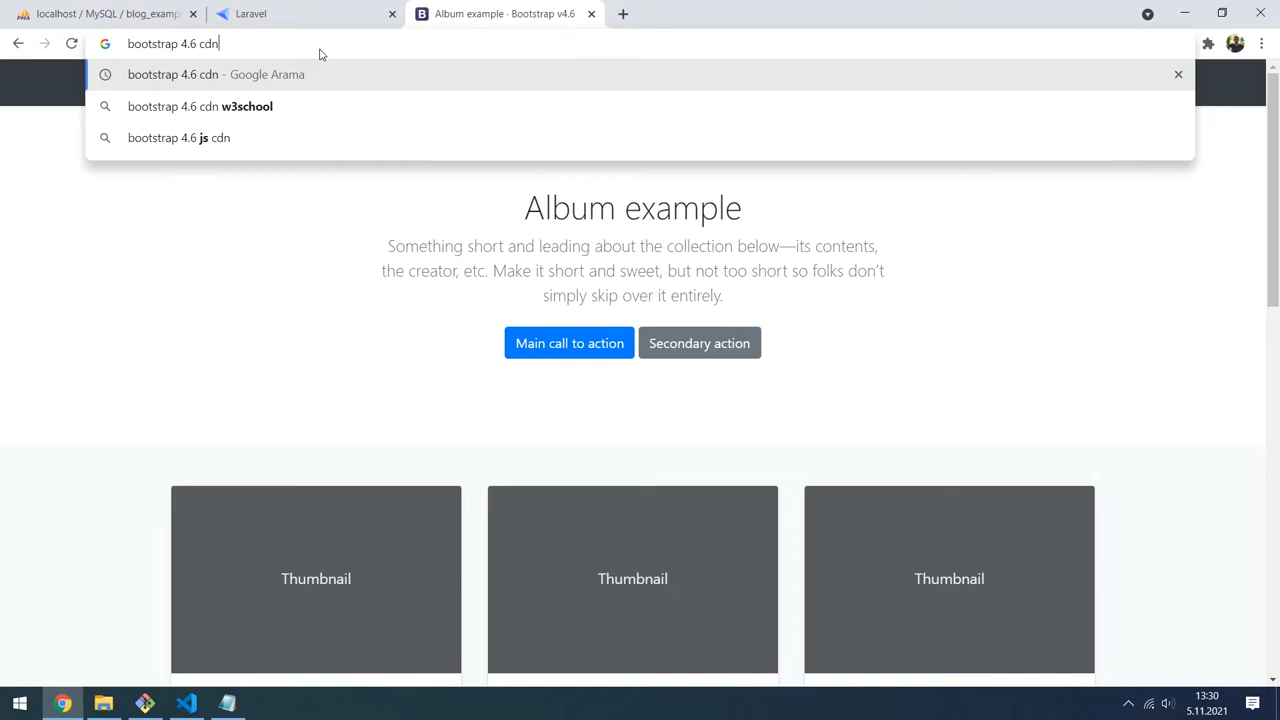 localhost / MySQL / blog_examp
Laravel
Album example · Bootstrap v4.6
bootstrap 4.6 cdn
bootstrap 4.6 cdn - Google Arama
bootstrap 4.6 cdn w3school
bootstrap 4.6 js cdn
Album example
Something short and leading about the collection below—its contents,
the creator, etc. Make it short and sweet, but not too short so folks don't
simply skip over it entirely.
Main call to action
Secondary action
Thumbnail
Thumbnail
Thumbnail
13:30
5.11.2021